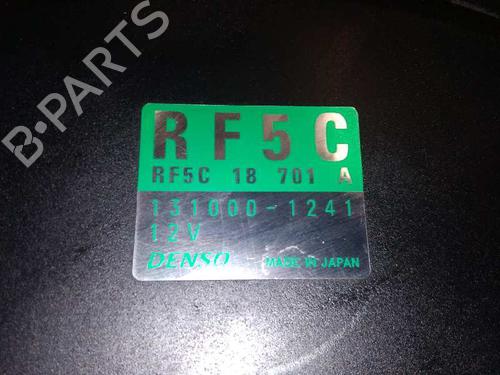 B-PARTS
RF5C
RF5C 18 701 A
131000-1241
12V
DENSO MADE IN JAPAN